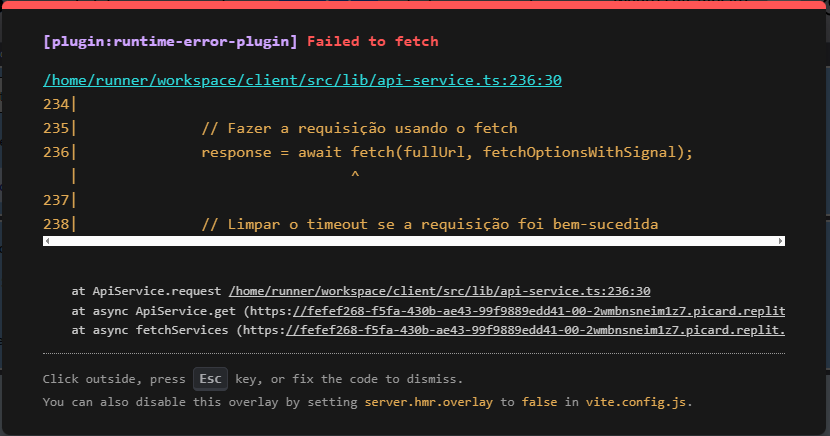 [plugin:runtime-error-plugin] Failed to fetch
/home/runner/workspace/client/src/lib/api-service.ts:236:30
234|
235|              // Fazer a requisição usando o fetch
236|              response = await fetch(fullUrl, fetchOptionsWithSignal);
   |                               ^
237|
238|              // Limpar o timeout se a requisição foi bem-sucedida
at ApiService.request /home/runner/workspace/client/src/lib/api-service.ts:236:30
at async ApiService.get (https://fefef268-f5fa-430b-ae43-99f9889edd41-00-2wmbnsneim1z7.picard.replit
at async fetchServices (https://fefef268-f5fa-430b-ae43-99f9889edd41-00-2wmbnsneim1z7.picard.replit.
Click outside, press Esc key, or fix the code to dismiss.
You can also disable this overlay by setting server.hmr.overlay to false in vite.config.js.